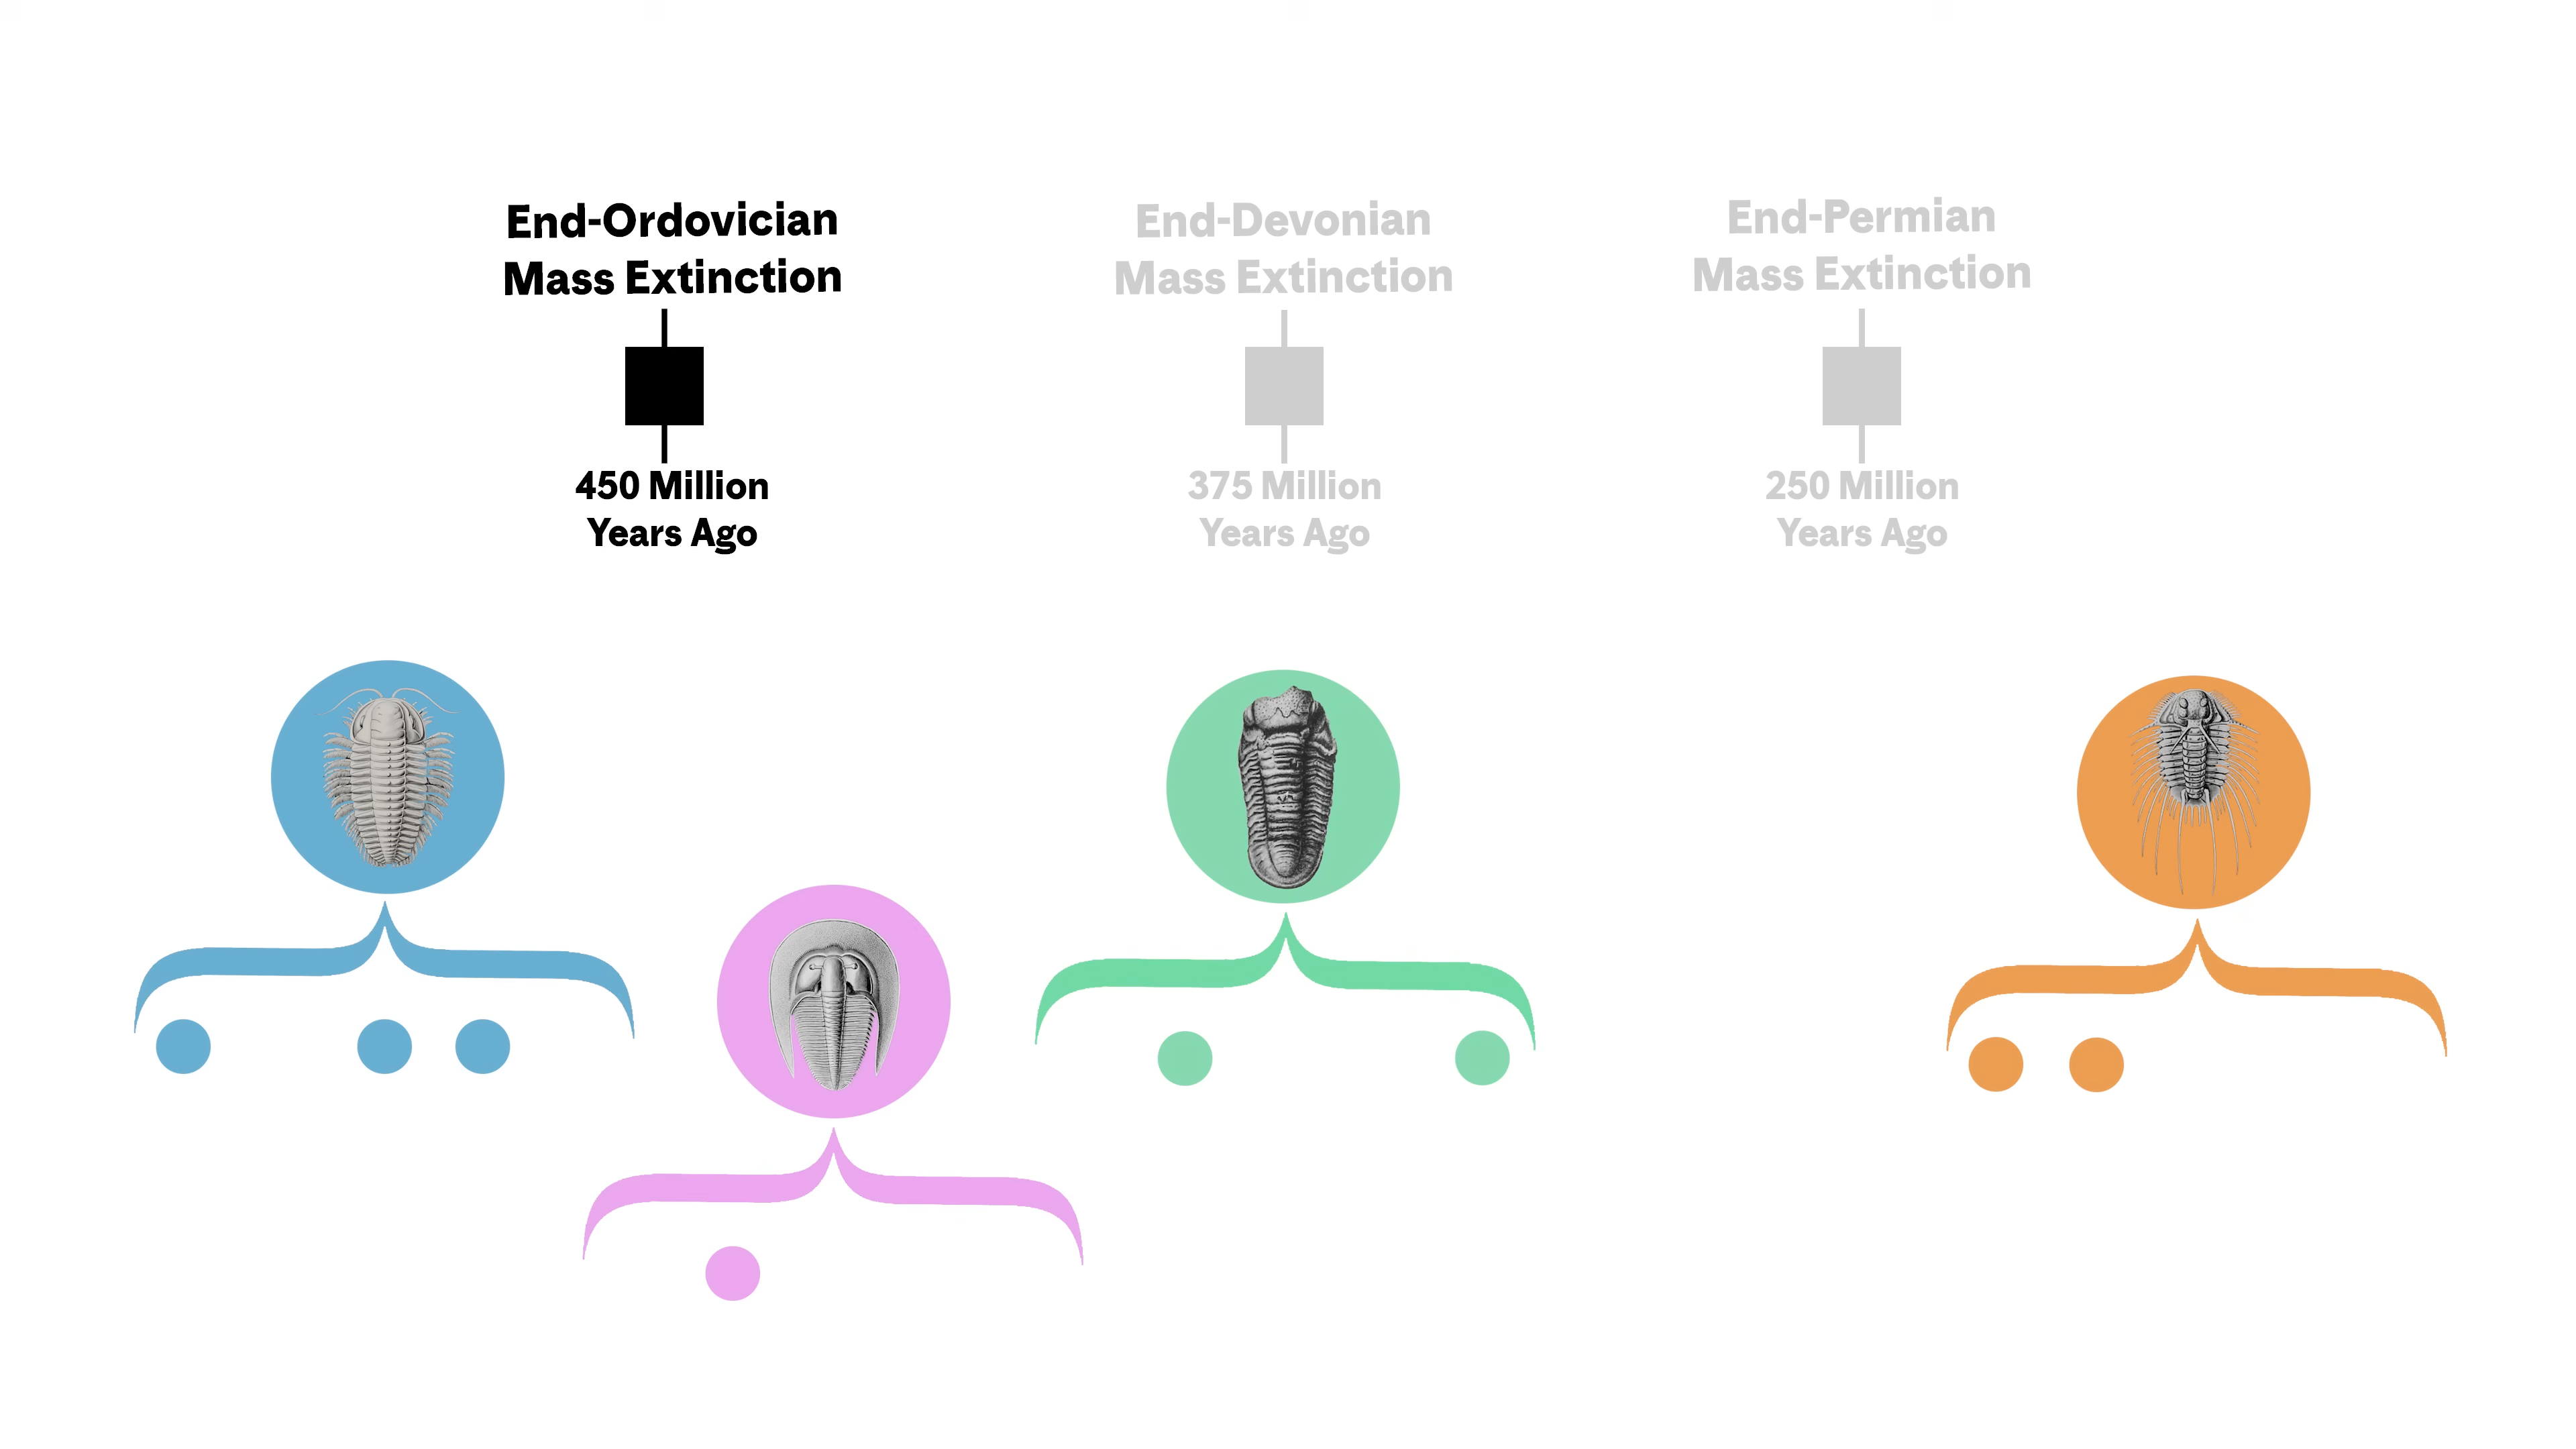 End-Ordovician
Mass Extinction
450 Million
Years Ago
End-Devonian
Mass Extinction
375 Million
Years Ago
End-Permian
Mass Extinction
250 Million
Years Ago